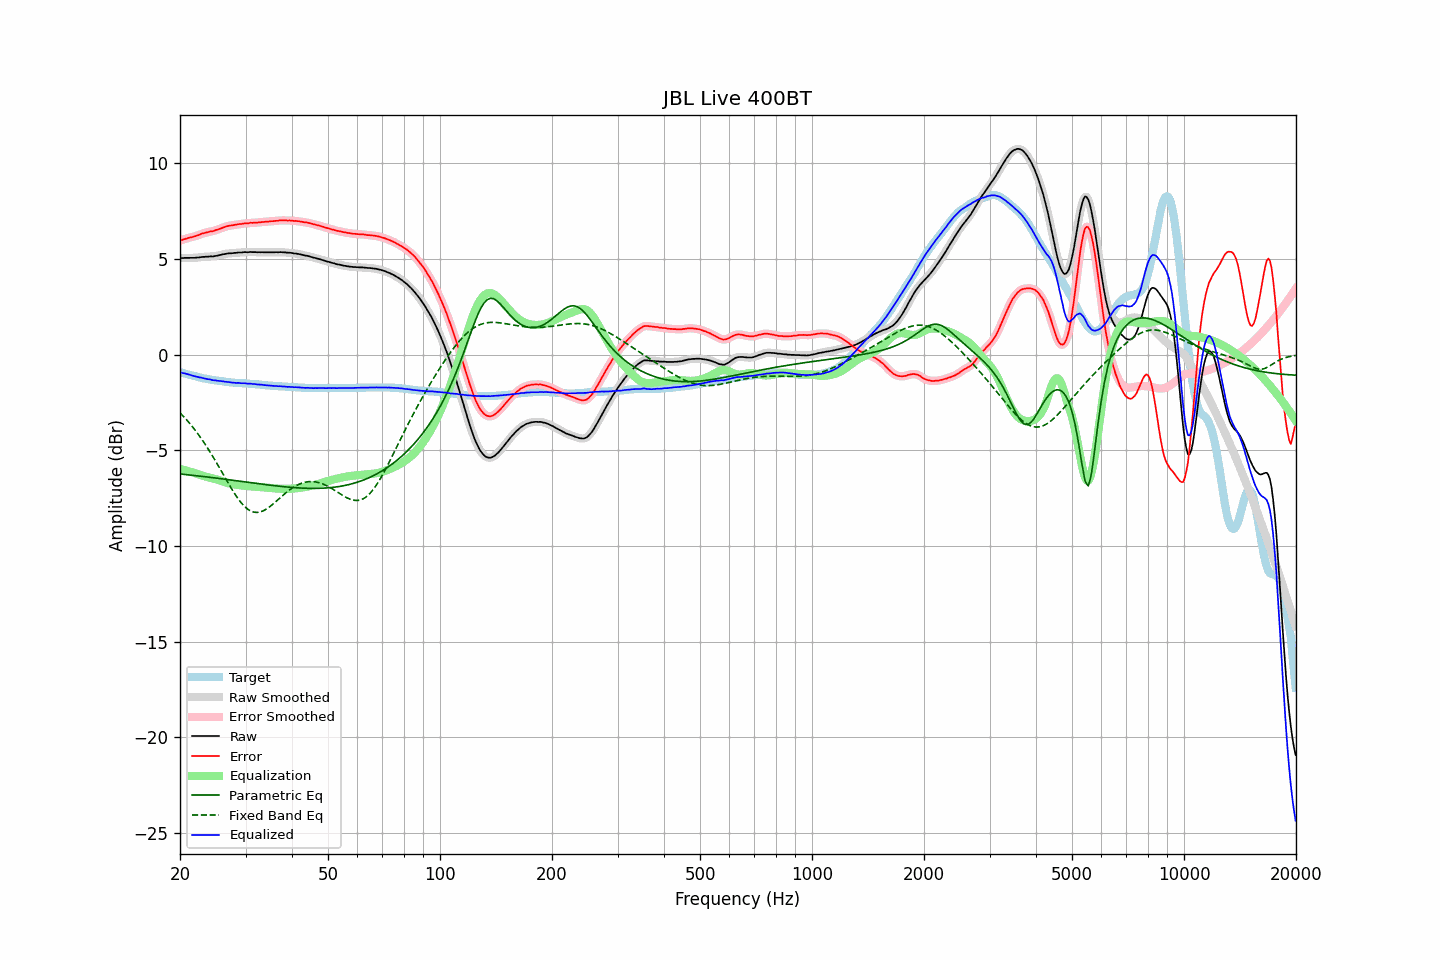 JBL Live 400BT
Amplitude (dBr)
10
5
0
−5
−10
−15
−20
−25
Target
Raw Smoothed
Error Smoothed
Raw
Error
Equalization
Parametric Eq
Fixed Band Eq
Equalized
20 50 100 200 500 1000 2000 5000 10000 20000
Frequency (Hz)